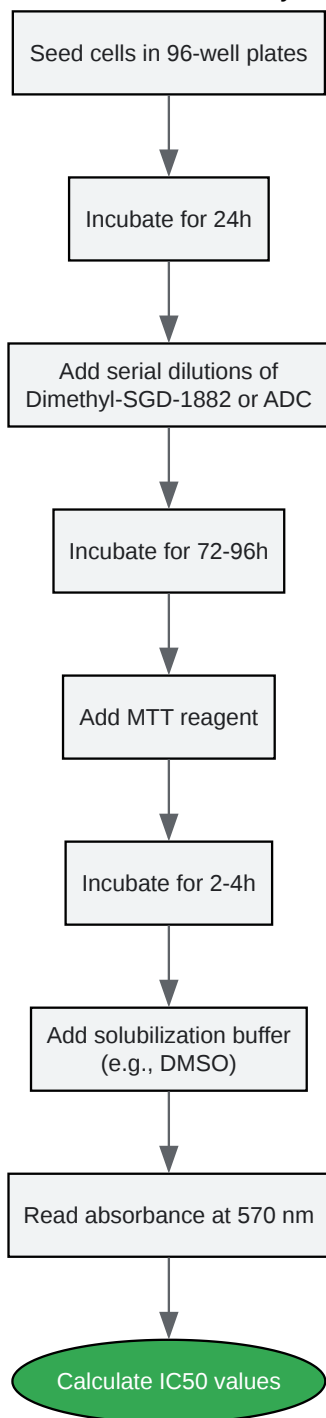 Seed cells in 96-well plates
Incubate for 24h
Add serial dilutions of
Dimethyl-SGD-1882 or ADC
Incubate for 72-96h
Add MTT reagent
Incubate for 2-4h
Add solubilization buffer
(e.g., DMSO)
Read absorbance at 570 nm
Calculate IC50 values